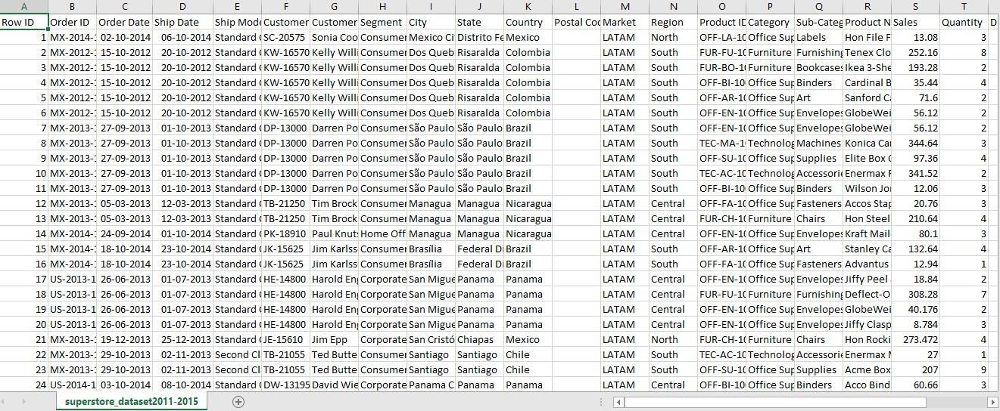 A B C D E F G H I J K L M N O P Q R S T
Row ID Order ID Order Date Ship Date Ship Mode Customer Customer Segment City State Country Postal Cod Market Region Product ID Category Sub-Categ Product N Sales Quantity D
1 MX-2014-1 02-10-2014 06-10-2014 Standard C SC-20575 Sonia Coo Consumer Mexico Cit Distrito Fe Mexico LATAM North OFF-LA-10 Office Sup Labels Hon File F 13.08 3
2 MX-2012-1 15-10-2012 20-10-2012 Standard C KW-16570 Kelly Willi Consumer Dos Queb Risaralda Colombia LATAM South FUR-FU-10 Furniture Furnishing Tenex Clo 252.16 8
3 MX-2012-1 15-10-2012 20-10-2012 Standard C KW-16570 Kelly Willi Consumer Dos Queb Risaralda Colombia LATAM South FUR-BO-10 Furniture Bookcases Ikea 3-She 193.28 2
4 MX-2012-1 15-10-2012 20-10-2012 Standard C KW-16570 Kelly Willi Consumer Dos Queb Risaralda Colombia LATAM South OFF-BI-10 Office Sup Binders Cardinal B 35.44 4
5 MX-2012-1 15-10-2012 20-10-2012 Standard C KW-16570 Kelly Willi Consumer Dos Queb Risaralda Colombia LATAM South OFF-AR-10 Office Sup Art Sanford Ca 71.6 2
6 MX-2012-1 15-10-2012 20-10-2012 Standard C KW-16570 Kelly Willi Consumer Dos Queb Risaralda Colombia LATAM South OFF-EN-10 Office Sup Envelopes GlobeWei 56.12 2
7 MX-2013-1 27-09-2013 01-10-2013 Standard C DP-13000 Darren Po Consumer São Paulo São Paulo Brazil LATAM South OFF-EN-10 Office Sup Envelopes GlobeWei 56.12 2
8 MX-2013-1 27-09-2013 01-10-2013 Standard C DP-13000 Darren Po Consumer São Paulo São Paulo Brazil LATAM South TEC-MA-1 Technolog Machines Konica Car 344.64 3
9 MX-2013-1 27-09-2013 01-10-2013 Standard C DP-13000 Darren Po Consumer São Paulo São Paulo Brazil LATAM South OFF-SU-10 Office Sup Supplies Elite Box C 97.36 4
10 MX-2013-1 27-09-2013 01-10-2013 Standard C DP-13000 Darren Po Consumer São Paulo São Paulo Brazil LATAM South TEC-AC-10 Technolog Accessorie Enermax F 341.52 2
11 MX-2013-1 27-09-2013 01-10-2013 Standard C DP-13000 Darren Po Consumer São Paulo São Paulo Brazil LATAM South OFF-BI-10 Office Sup Binders Wilson Jo 12.06 3
12 MX-2013-1 05-03-2013 12-03-2013 Standard C TB-21250 Tim Brock Consumer Managua Managua Nicaragua LATAM Central OFF-FA-10 Office Sup Fasteners Accos Stap 20.76 3
13 MX-2013-1 05-03-2013 12-03-2013 Standard C TB-21250 Tim Brock Consumer Managua Managua Nicaragua LATAM Central FUR-CH-10 Furniture Chairs Hon Steel 210.64 4
14 MX-2014-1 24-09-2014 01-10-2014 Standard C PK-18910 Paul Knuts Home Off Managua Managua Nicaragua LATAM Central OFF-EN-10 Office Sup Envelopes Kraft Mail 80.1 3
15 MX-2014-1 18-10-2014 23-10-2014 Standard C JK-15625 Jim Karlss Consumer Brasília Federal Di Brazil LATAM South OFF-AR-10 Office Sup Art Stanley Ca 132.64 4
16 MX-2014-1 18-10-2014 23-10-2014 Standard C JK-15625 Jim Karlss Consumer Brasília Federal Di Brazil LATAM South OFF-FA-10 Office Sup Fasteners Advantus 12.94 1
17 US-2013-1 26-06-2013 01-07-2013 Standard C HE-14800 Harold Eng Corporate San Migue Panama Panama LATAM Central OFF-EN-10 Office Sup Envelopes Jiffy Peel 18.84 2
18 US-2013-1 26-06-2013 01-07-2013 Standard C HE-14800 Harold Eng Corporate San Migue Panama Panama LATAM Central FUR-FU-10 Furniture Furnishing Deflect-O 308.28 7
19 US-2013-1 26-06-2013 01-07-2013 Standard C HE-14800 Harold Eng Corporate San Migue Panama Panama LATAM Central OFF-EN-10 Office Sup Envelopes GlobeWei 40.176 2
20 US-2013-1 26-06-2013 01-07-2013 Standard C HE-14800 Harold Eng Corporate San Migue Panama Panama LATAM Central OFF-EN-10 Office Sup Envelopes Jiffy Clasp 8.784 3
21 MX-2013-1 19-12-2013 25-12-2013 Standard C JE-15610 Jim Epp Corporate San Cristó Chiapas Mexico LATAM North FUR-CH-10 Furniture Chairs Hon Rocki 273.472 4
22 MX-2013-1 29-10-2013 02-11-2013 Second Cl TB-21055 Ted Butte Consumer Santiago Santiago Chile LATAM South TEC-AC-10 Technolog Accessorie Enermax N 27 1
23 MX-2013-1 29-10-2013 02-11-2013 Second Cl TB-21055 Ted Butte Consumer Santiago Santiago Chile LATAM South OFF-SU-10 Office Sup Supplies Acme Box 207 9
24 US-2014-1 03-10-2014 08-10-2014 Standard C DW-13195 David Wie Corporate Panama C Panama Panama LATAM Central OFF-BI-10 Office Sup Binders Acco Bind 60.66 3
superstore_dataset2011-2015